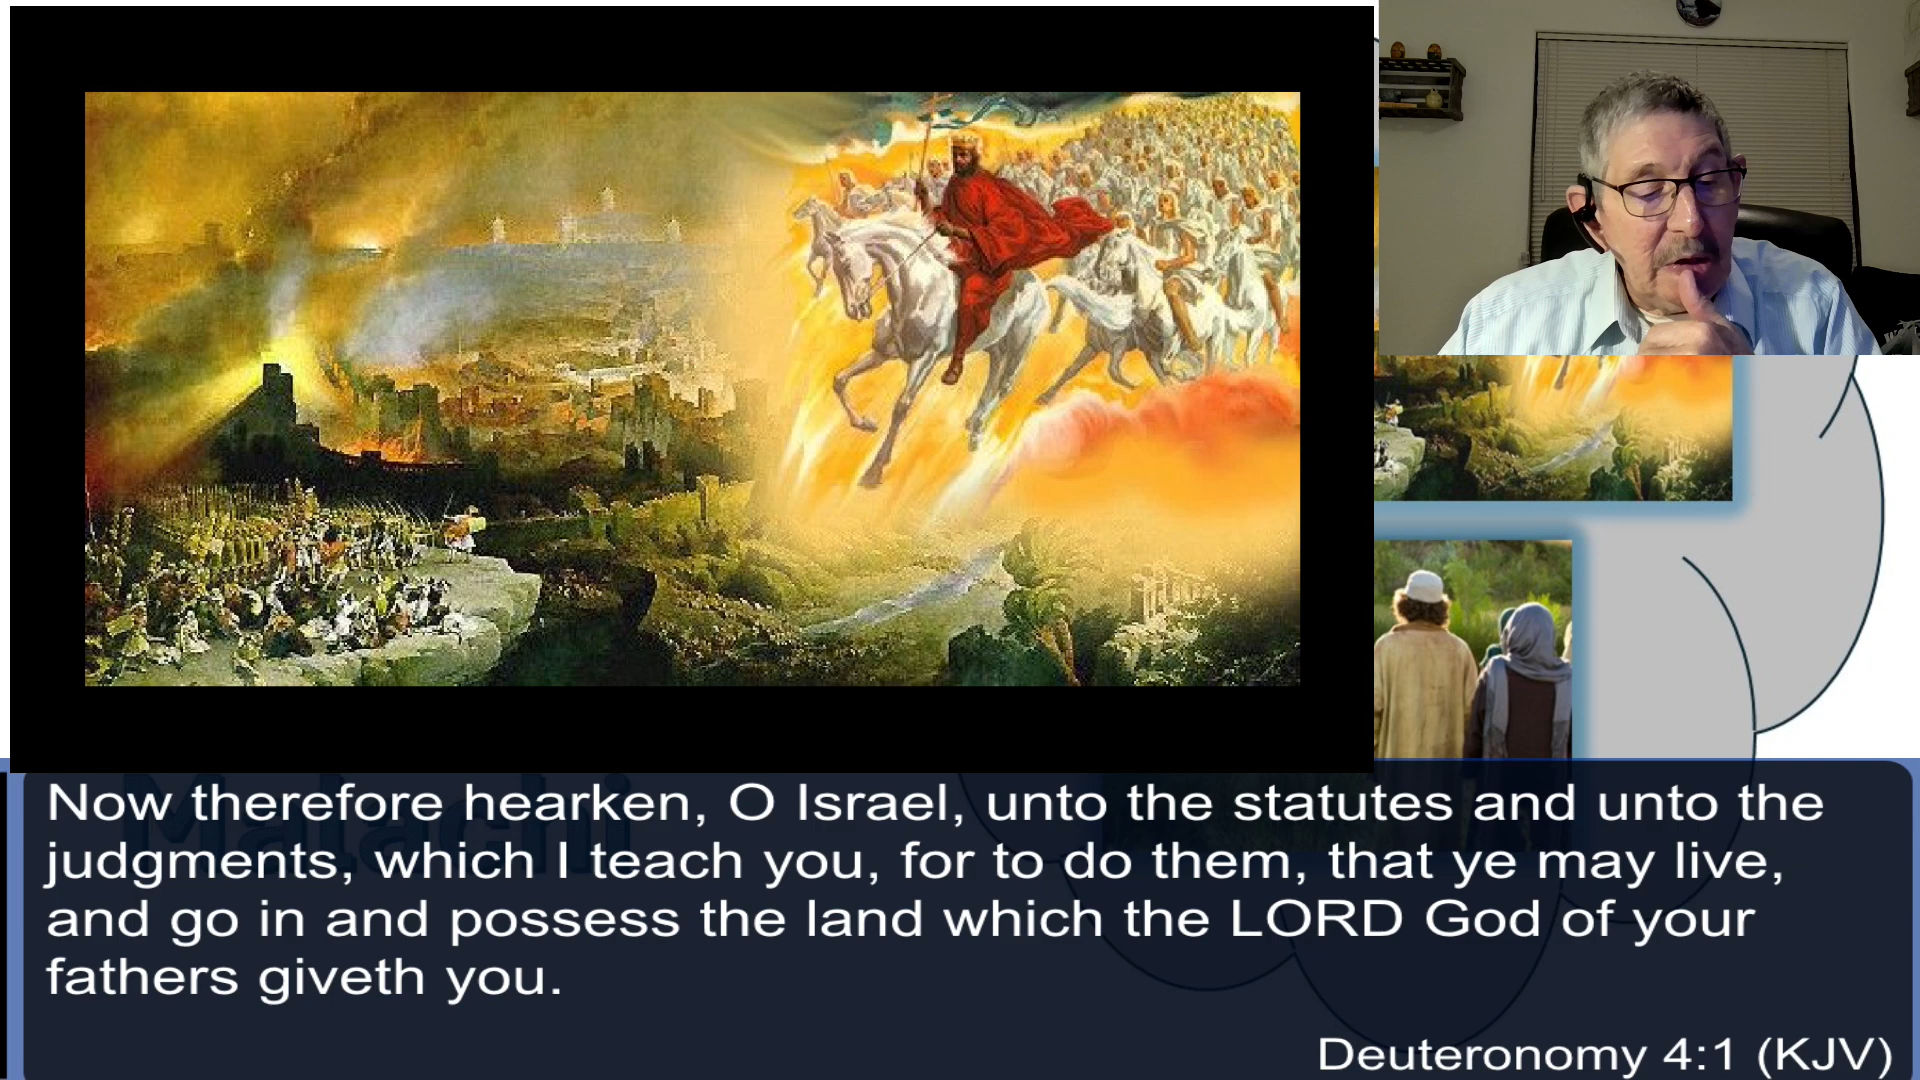 Malachi
Now therefore hearken, O Israel, unto the statutes and unto the
judgments, which I teach you, for to do them, that ye may live,
and go in and possess the land which the LORD God of your
fathers giveth you.
Deuteronomy 4:1 (KJV)